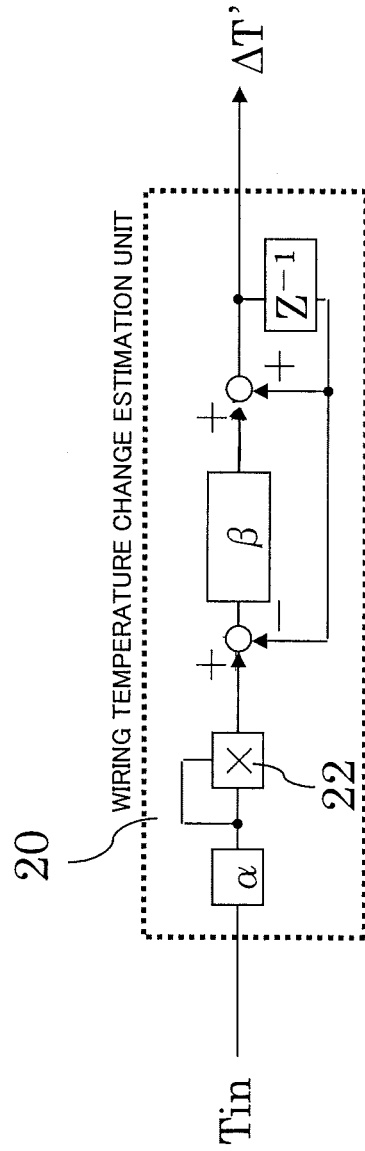 20
WIRING TEMPERATURE CHANGE ESTIMATION UNIT
Tin
α
×
22
+
−
β
+
+
Z⁻¹
ΔT'